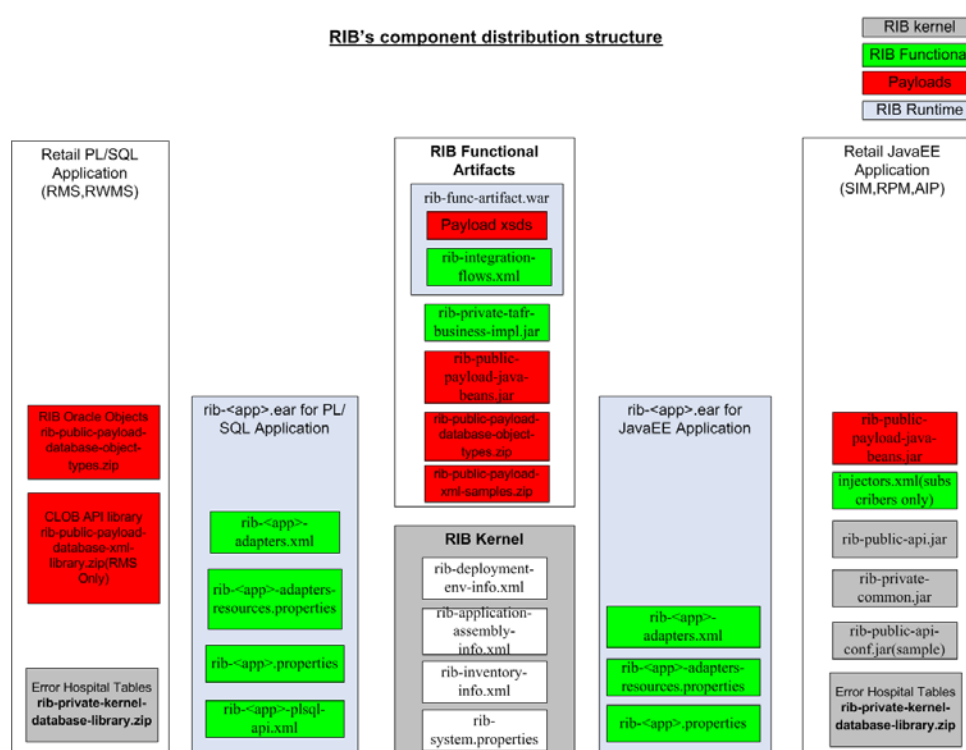 RIB's component distribution structure
RIB kernel
RIB Functiona
Payloads
RIB Runtime
Retail PL/SQL
Application
(RMS,RWMS)
RIB Oracle Objects
rib-public-payload-
database-object-
types.zip
CLOB API library
rib-public-payload-
database-xml-
library.zip(RMS
Only)
Error Hospital Tables
rib-private-kernel-
database-library.zip
rib-<app>.ear for PL/
SQL Application
rib-<app>-
adapters.xml
rib-<app>-adapters-
resources.properties
rib-<app>.properties
rib-<app>-plsql-
api.xml
RIB Functional
Artifacts
rib-func-artifact.war
Payload xsds
rib-integration-
flows.xml
rib-private-tafr-
business-impl.jar
rib-public-
payload-java-
beans.jar
rib-public-payload-
database-object-
types.zip
rib-public-payload-
xml-samples.zip
RIB Kernel
rib-deployment-
env-info.xml
rib-application-
assembly-
info.xml
rib-inventory-
info.xml
rib-
system.properties
rib-<app>.ear for
JavaEE Application
rib-<app>-
adapters.xml
rib-<app>-adapters-
resources.properties
rib-<app>.properties
Retail JavaEE
Application
(SIM,RPM,AIP)
rib-public-
payload-java-
beans.jar
injectors.xml(subs
cribers only)
rib-public-api.jar
rib-private-
common.jar
rib-public-api-
conf.jar(sample)
Error Hospital Tables
rib-private-kernel-
database-library.zip